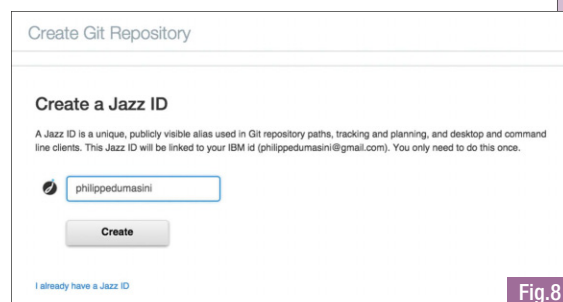 Create Git Repository
Create a Jazz ID
A Jazz ID is a unique, publicly visible alias used in Git repository paths, tracking and planning, and desktop and command
line clients. This Jazz ID will be linked to your IBM id (philippedumasini@gmail.com). You only need to do this once.
philippedumasini
Create
I already have a Jazz ID
Fig.8